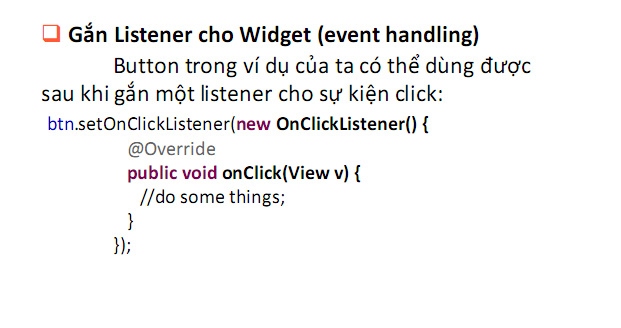 Gắn Listener cho Widget (event handling)
Button trong ví dụ của ta có thể dùng được
sau khi gắn một listener cho sự kiện click:
btn.setOnClickListener(new OnClickListener() {
@Override
public void onClick(View v) {
//do some things;
}
});